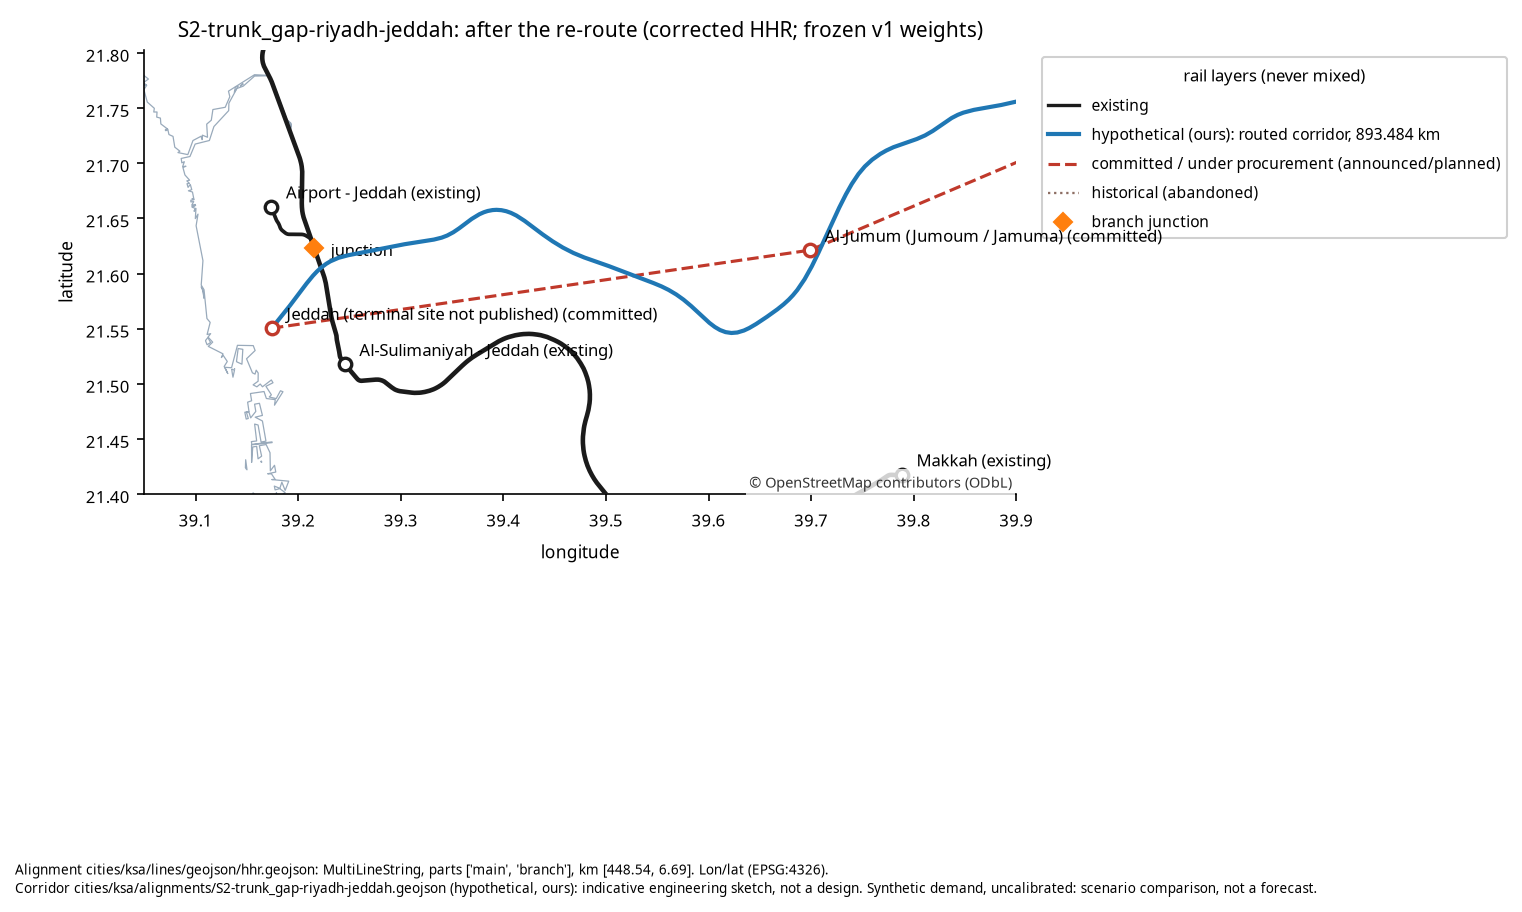 S2-trunk_gap-riyadh-jeddah: after the re-route (corrected HHR; frozen v1 weights)
rail layers (never mixed)
existing
hypothetical (ours): routed corridor, 893.484 km
committed / under procurement (announced/planned)
historical (abandoned)
branch junction
latitude
21.80
21.75
21.70
21.65
21.60
21.55
21.50
21.45
21.40
Airport - Jeddah (existing)
junction
Al-Jumum (Jumoum / Jamuma) (committed)
Jeddah (terminal site not published) (committed)
Al-Sulimaniyah - Jeddah (existing)
Makkah (existing)
© OpenStreetMap contributors (ODbL)
39.1 39.2 39.3 39.4 39.5 39.6 39.7 39.8 39.9
longitude
Alignment cities/ksa/lines/geojson/hhr.geojson: MultiLineString, parts ['main', 'branch'], km [448.54, 6.69]. Lon/lat (EPSG:4326).
Corridor cities/ksa/alignments/S2-trunk_gap-riyadh-jeddah.geojson (hypothetical, ours): indicative engineering sketch, not a design. Synthetic demand, uncalibrated: scenario comparison, not a forecast.